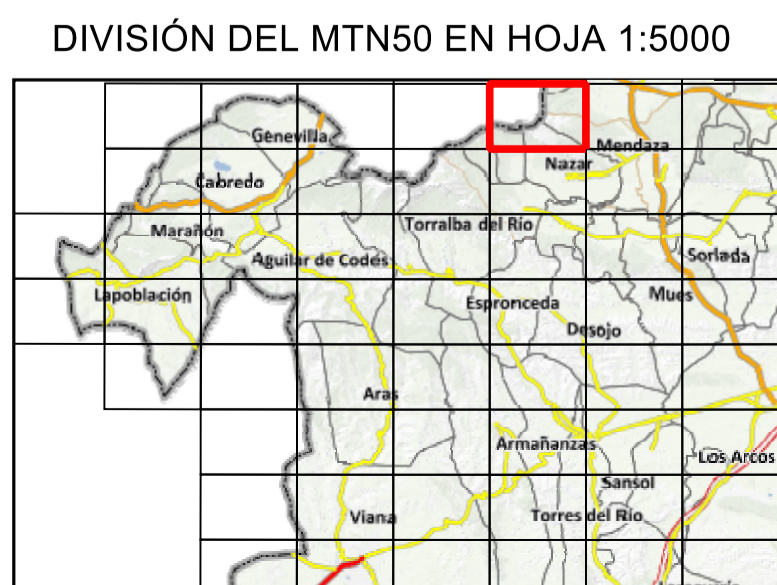 DIVISIÓN DEL MTN50 EN HOJA 1:5000
Genevilla
Mendaza
Nazar
Cabredo
Torralba del Río
Marañón
Sorlada
Aguilar de Codés
Lapoblación
Mues
Espronceda
Desojo
Aras
Armañanzas
Los Arcos
Sansol
Viana
Torres del Río